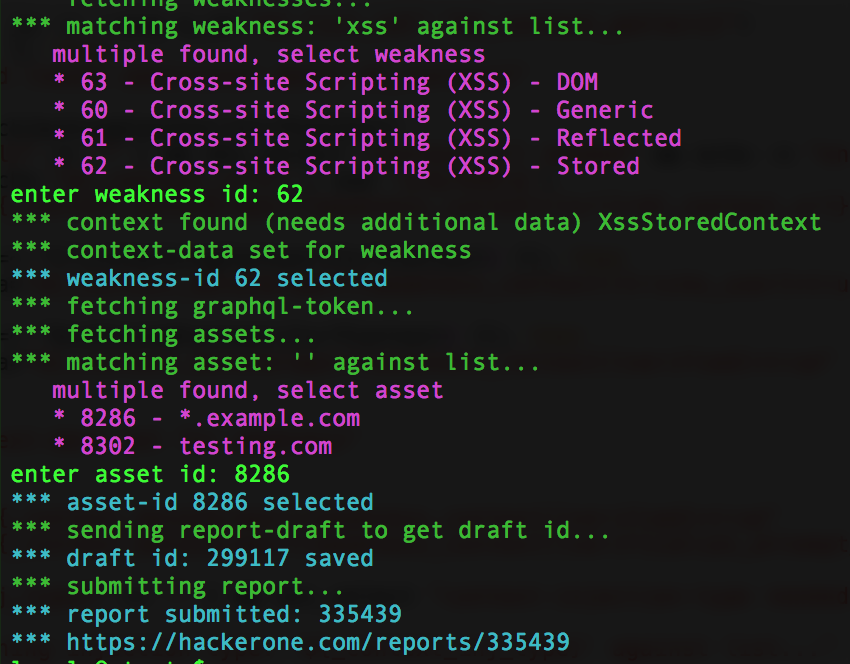 fetching weaknesses...
*** matching weakness: 'xss' against list...
multiple found, select weakness
* 63 - Cross-site Scripting (XSS) - DOM
* 60 - Cross-site Scripting (XSS) - Generic
* 61 - Cross-site Scripting (XSS) - Reflected
* 62 - Cross-site Scripting (XSS) - Stored
enter weakness id: 62
*** context found (needs additional data) XssStoredContext
*** context-data set for weakness
*** weakness-id 62 selected
*** fetching graphql-token...
*** fetching assets...
*** matching asset: '' against list...
multiple found, select asset
* 8286 - *.example.com
* 8302 - testing.com
enter asset id: 8286
*** asset-id 8286 selected
*** sending report-draft to get draft id...
*** draft id: 299117 saved
*** submitting report...
*** report submitted: 335439
*** https://hackerone.com/reports/335439